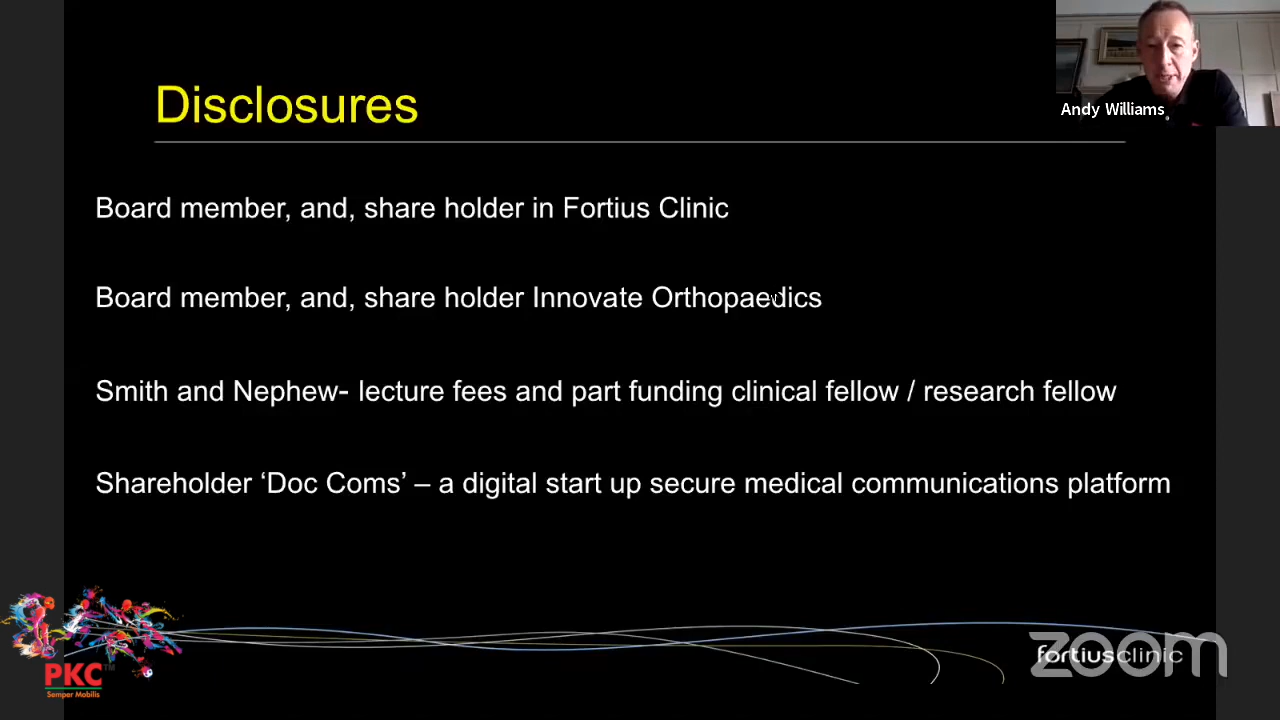 Disclosures
Andy Williams
Board member, and, share holder in Fortius Clinic
Board member, and, share holder Innovate Orthopaedics
Smith and Nephew- lecture fees and part funding clinical fellow / research fellow
Shareholder ‘Doc Coms’ – a digital start up secure medical communications platform
PKC™
Semper Mobilis
fortiusclinic
zoom